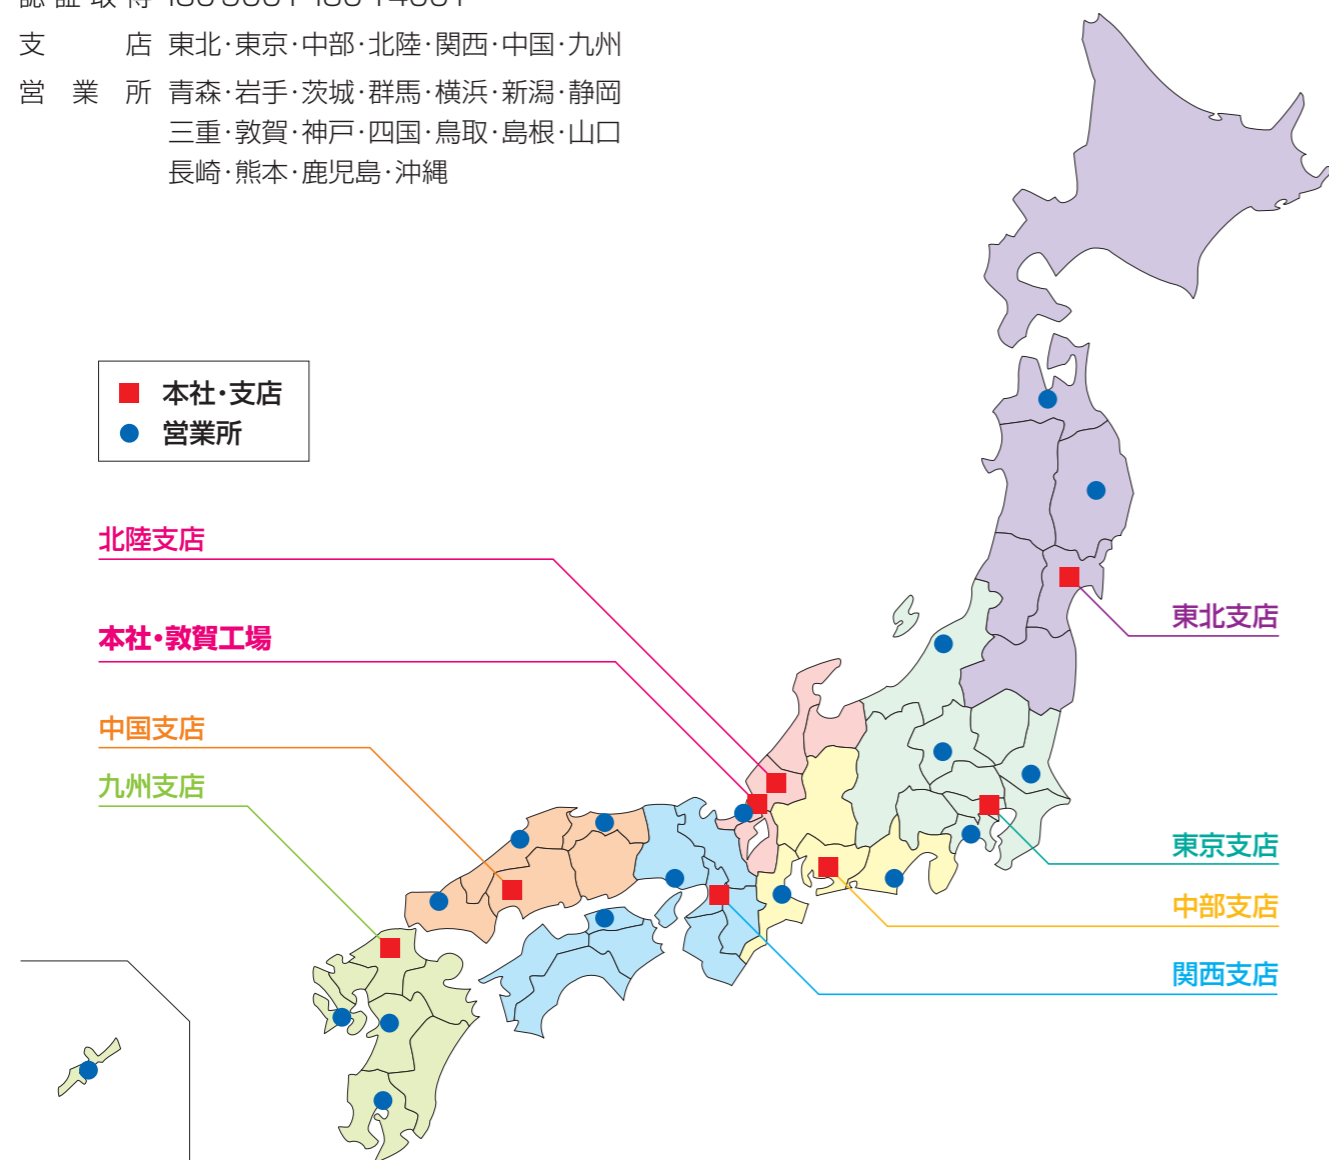 支店 東北･東京･中部･北陸･関西･中国･九州
営業所 青森･岩手･茨城･群馬･横浜･新潟･静岡
三重･敦賀･神戸･四国･鳥取･島根･山口
長崎･熊本･鹿児島･沖縄
本社･支店
営業所
北陸支店
本社･敦賀工場
東北支店
中国支店
九州支店
東京支店
中部支店
関西支店